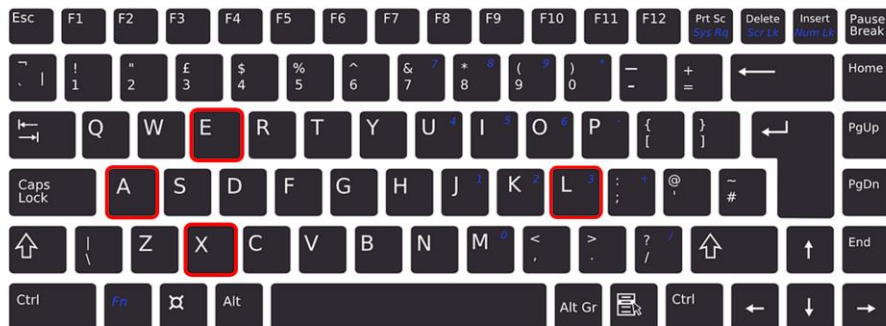 Esc F1 F2 F3 F4 F5 F6 F7 F8 F9 F10 F11 F12 Prt Sc Sys Rq Delete Scr Lk Insert Num Lk Pause Break
¬ ` | ! 1 " 2 £ 3 $ 4 % 5 ^ 6 & 7 7 * 8 8 ( 9 9 ) 0 * _ - + = Home
Q W E R T Y U 4 I 5 O 6 P - { [ } ] PgUp
Caps Lock A S D F G H J 1 K 2 L 3 : ; + @ ' ~ # PgDn
| \ Z X C V B N M 0 < , > . ? / / End
Ctrl Fn Alt Alt Gr Ctrl